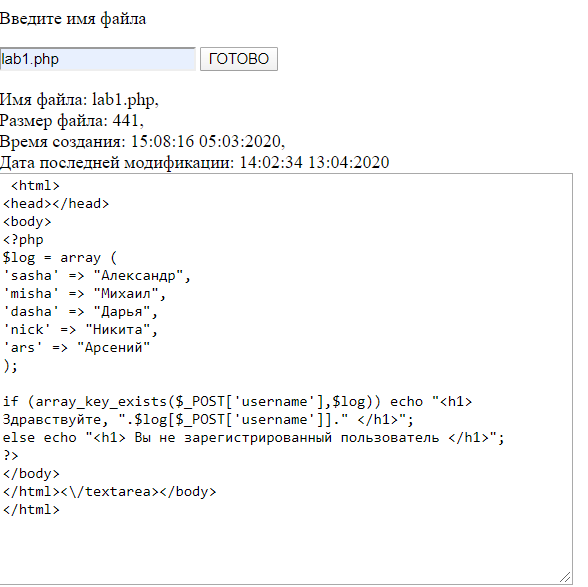 Введите имя файла
lab1.php ГОТОВО
Имя файла: lab1.php,
Размер файла: 441,
Время создания: 15:08:16 05:03:2020,
Дата последней модификации: 14:02:34 13:04:2020
<html>
<head></head>
<body>
<?php
$log = array (
'sasha' => "Александр",
'misha' => "Михаил",
'dasha' => "Дарья",
'nick' => "Никита",
'ars' => "Арсений"
);
if (array_key_exists($_POST['username'],$log)) echo "<h1>
Здравствуйте, ".$log[$_POST['username']]." </h1>";
else echo "<h1> Вы не зарегистрированный пользователь </h1>";
?>
</body>
</html><\/textarea></body>
</html>